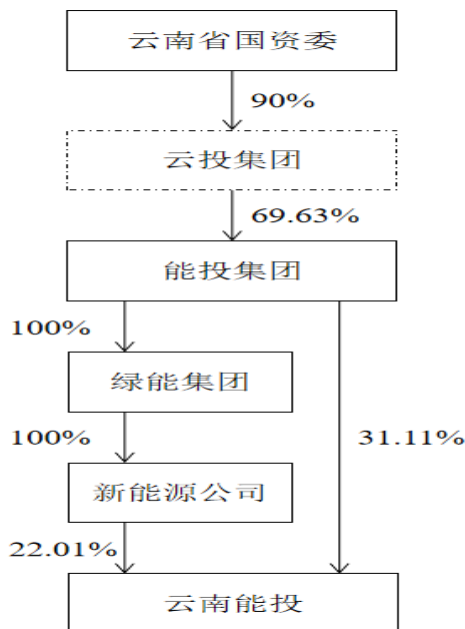 云南省国资委
90%
云投集团
69.63%
能投集团
100%
绿能集团
100%
31.11%
新能源公司
22.01%
云南能投